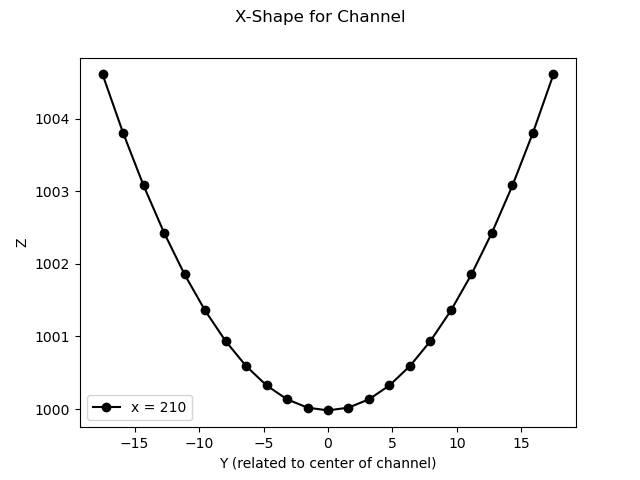 X-Shape for Channel
Z
1004
1003
1002
1001
1000
x = 210
−15 −10 −5 0 5 10 15
Y (related to center of channel)